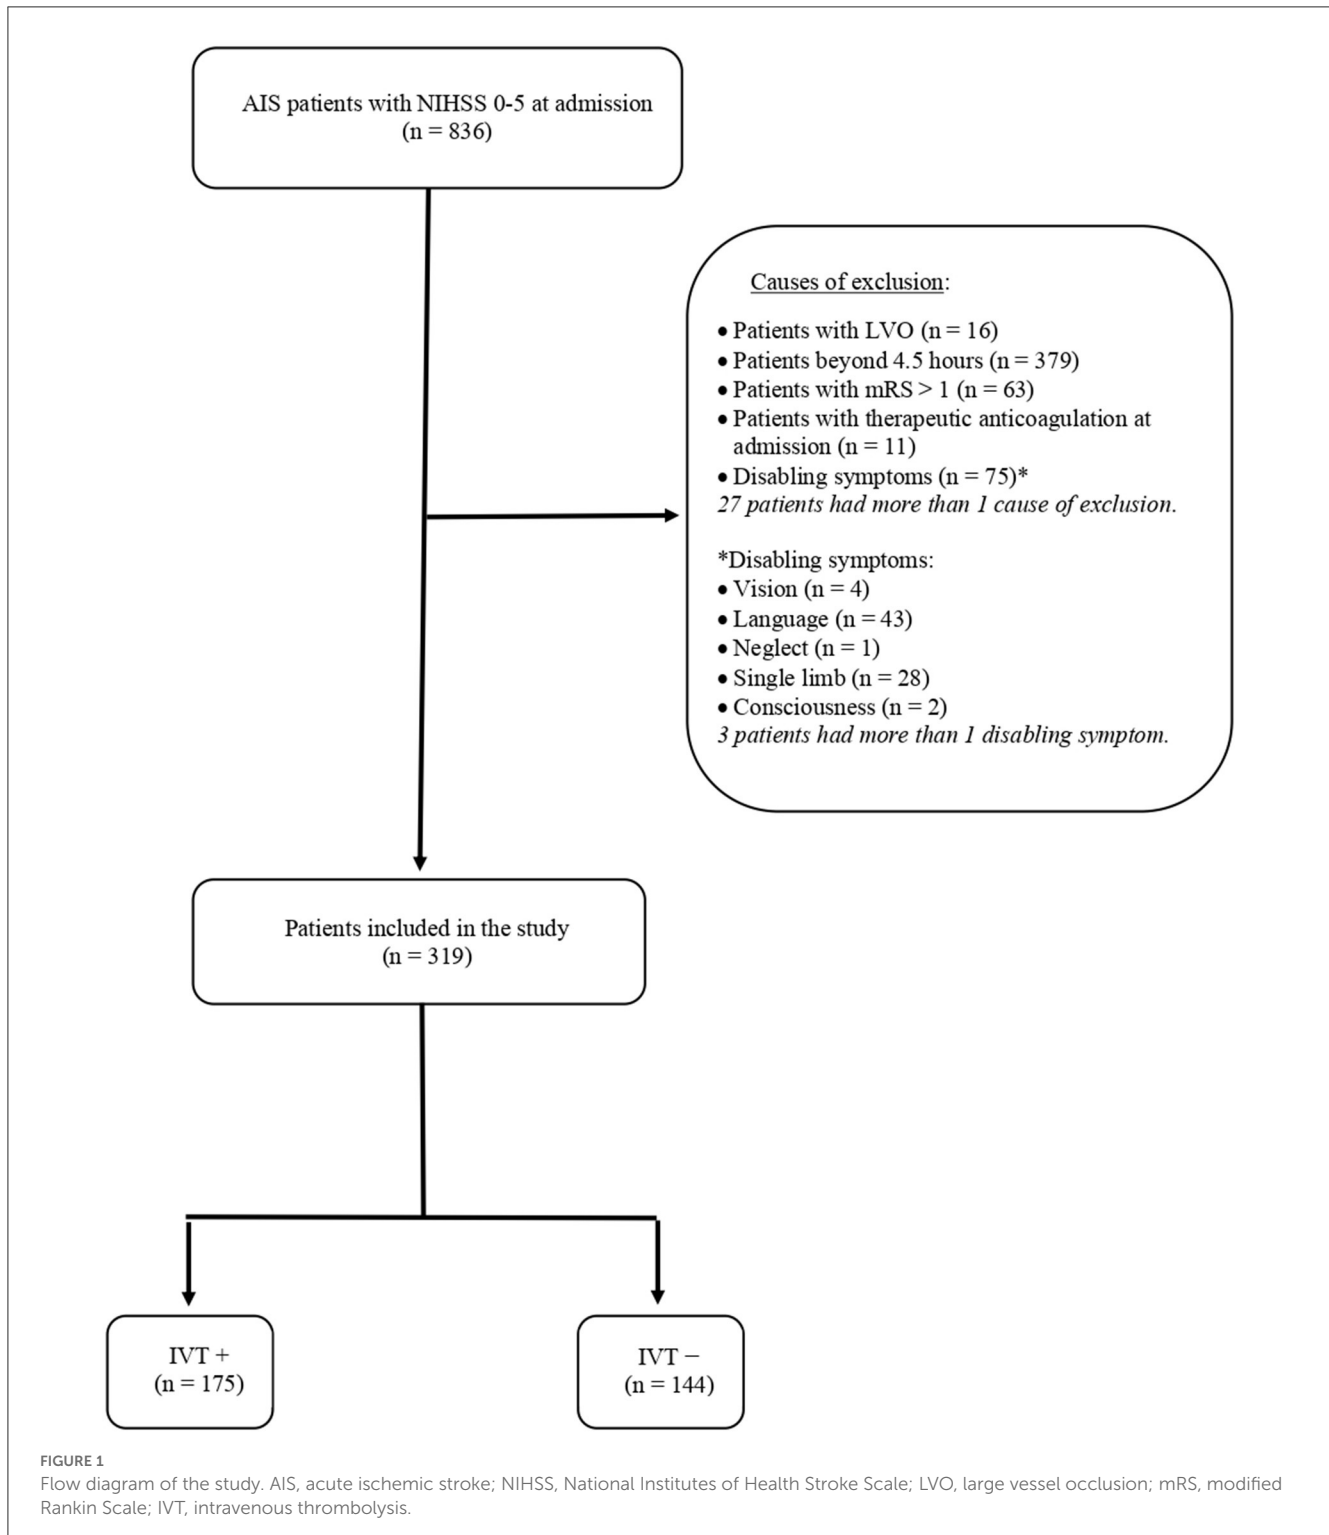 AIS patients with NIHSS 0-5 at admission
(n = 836)
Causes of exclusion:
• Patients with LVO (n = 16)
• Patients beyond 4.5 hours (n = 379)
• Patients with mRS > 1 (n = 63)
• Patients with therapeutic anticoagulation at
admission (n = 11)
• Disabling symptoms (n = 75)*
27 patients had more than 1 cause of exclusion.
*Disabling symptoms:
• Vision (n = 4)
• Language (n = 43)
• Neglect (n = 1)
• Single limb (n = 28)
• Consciousness (n = 2)
3 patients had more than 1 disabling symptom.
Patients included in the study
(n = 319)
IVT +
(n = 175)
IVT −
(n = 144)
FIGURE 1
Flow diagram of the study. AIS, acute ischemic stroke; NIHSS, National Institutes of Health Stroke Scale; LVO, large vessel occlusion; mRS, modified
Rankin Scale; IVT, intravenous thrombolysis.